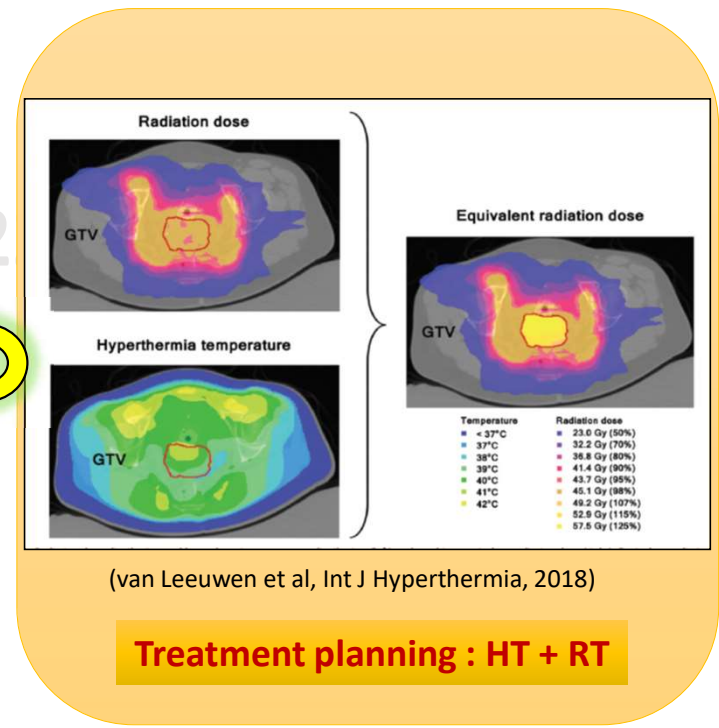 Radiation dose
GTV
Hyperthermia temperature
GTV
Equivalent radiation dose
GTV
Temperature
< 37°C
37°C
38°C
39°C
40°C
41°C
42°C
Radiation dose
23.0 Gy (50%)
32.2 Gy (70%)
36.8 Gy (80%)
41.4 Gy (90%)
43.7 Gy (95%)
45.1 Gy (98%)
49.2 Gy (107%)
52.9 Gy (115%)
57.5 Gy (125%)
(van Leeuwen et al, Int J Hyperthermia, 2018)
Treatment planning : HT + RT